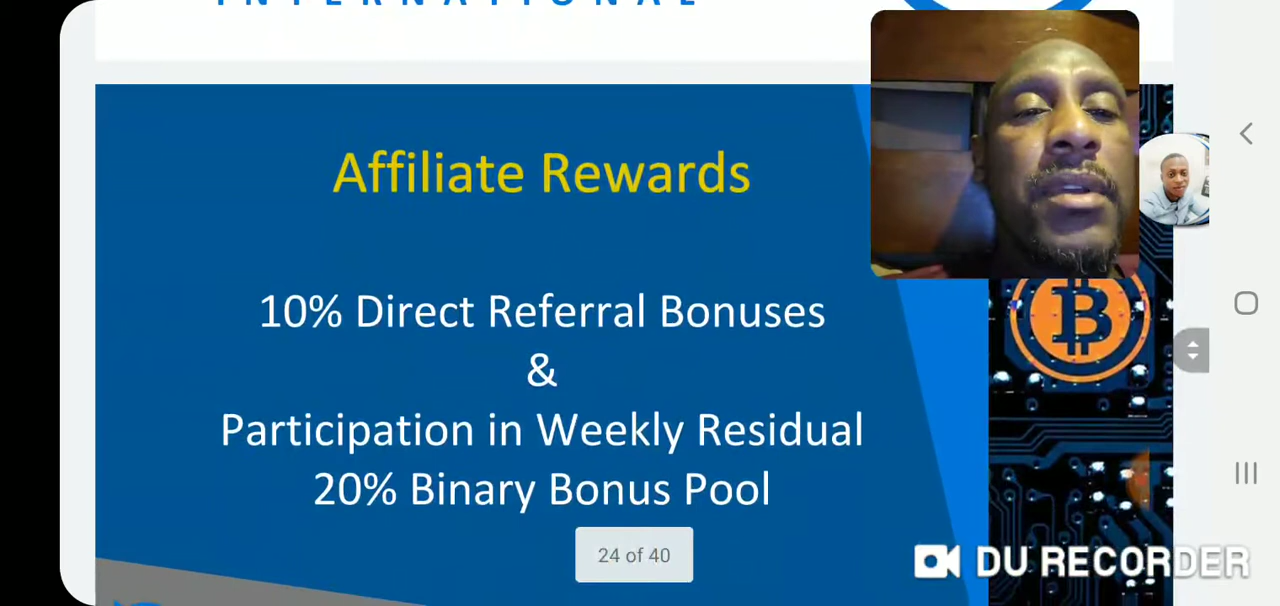 INTERNATIONAL
Affiliate Rewards
10% Direct Referral Bonuses
&
Participation in Weekly Residual
20% Binary Bonus Pool
24 of 40
DU RECORDER